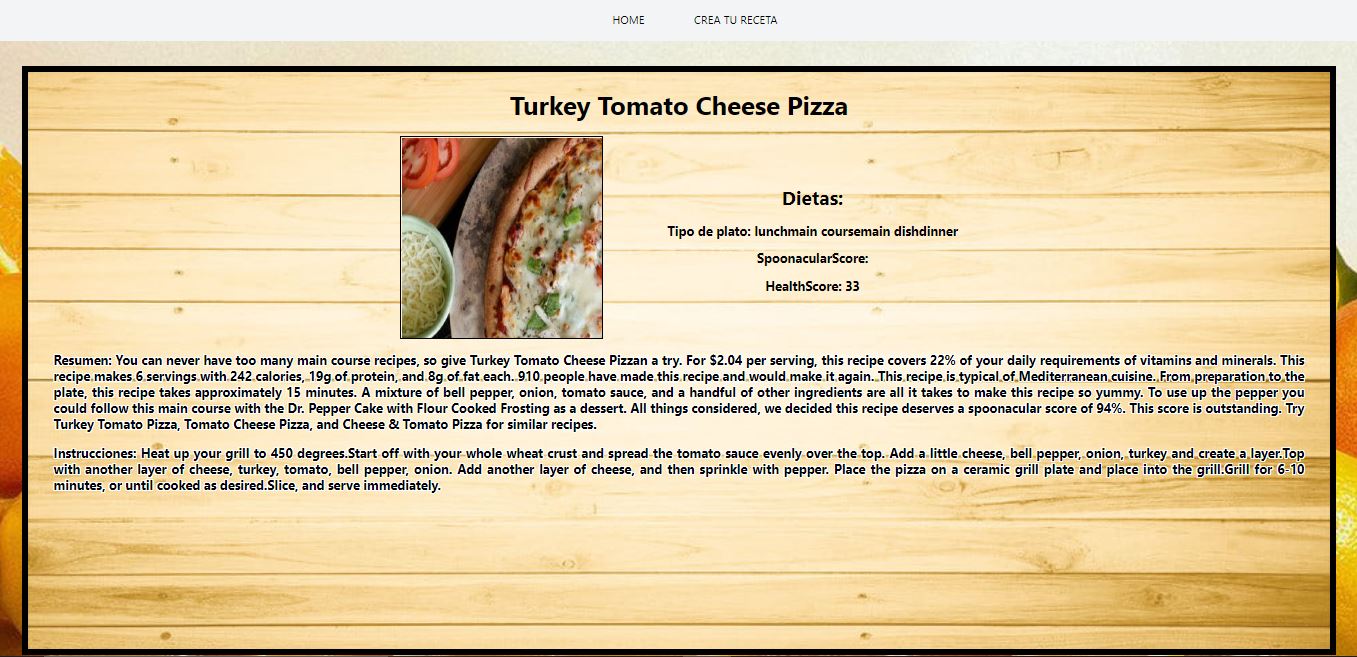 HOME CREA TU RECETA
Turkey Tomato Cheese Pizza
Dietas:
Tipo de plato: lunchmain coursemain dishdinner
SpoonacularScore:
HealthScore: 33
Resumen: You can never have too many main course recipes, so give Turkey Tomato Cheese Pizzan a try. For $2.04 per serving, this recipe covers 22% of your daily requirements of vitamins and minerals. This
recipe makes 6 servings with 242 calories, 19g of protein, and 8g of fat each. 910 people have made this recipe and would make it again. This recipe is typical of Mediterranean cuisine. From preparation to the
plate, this recipe takes approximately 15 minutes. A mixture of bell pepper, onion, tomato sauce, and a handful of other ingredients are all it takes to make this recipe so yummy. To use up the pepper you
could follow this main course with the Dr. Pepper Cake with Flour Cooked Frosting as a dessert. All things considered, we decided this recipe deserves a spoonacular score of 94%. This score is outstanding. Try
Turkey Tomato Pizza, Tomato Cheese Pizza, and Cheese & Tomato Pizza for similar recipes.
Instrucciones: Heat up your grill to 450 degrees.Start off with your whole wheat crust and spread the tomato sauce evenly over the top. Add a little cheese, bell pepper, onion, turkey and create a layer.Top
with another layer of cheese, turkey, tomato, bell pepper, onion. Add another layer of cheese, and then sprinkle with pepper. Place the pizza on a ceramic grill plate and place into the grill.Grill for 6-10
minutes, or until cooked as desired.Slice, and serve immediately.